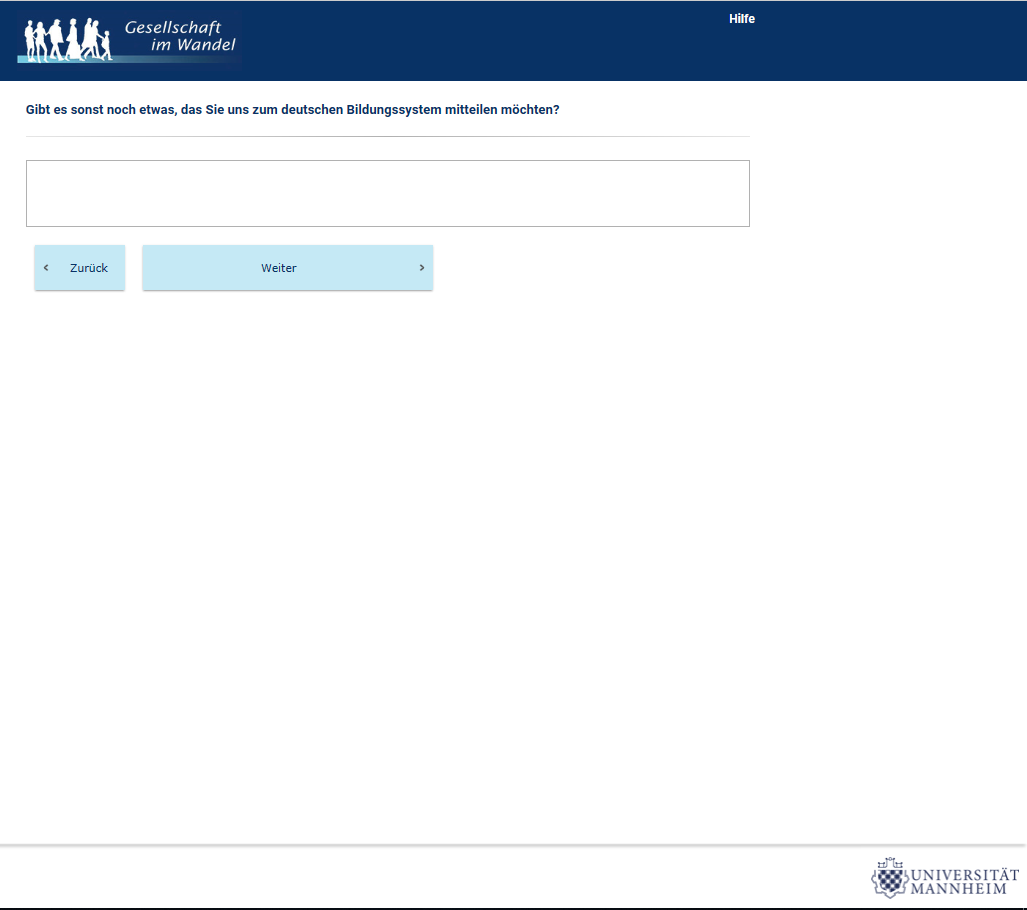 Gesellschaft
im Wandel
Hilfe
Gibt es sonst noch etwas, das Sie uns zum deutschen Bildungssystem mitteilen möchten?
‹ Zurück
Weiter ›
UNIVERSITÄT
MANNHEIM